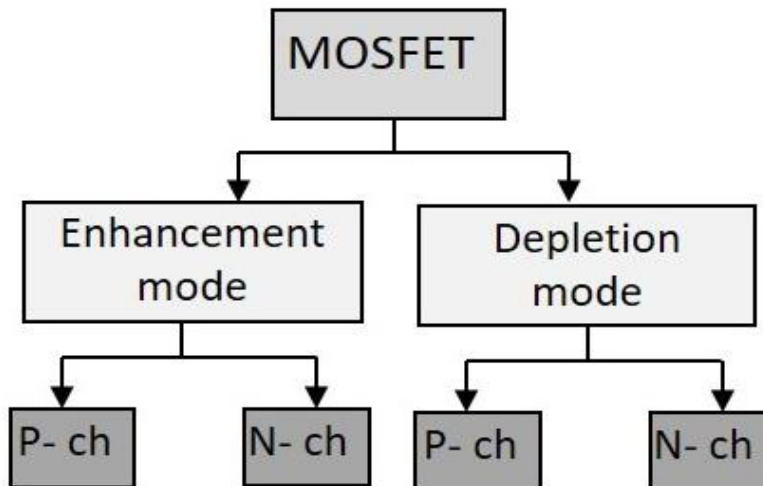 MOSFET
Enhancement
mode
Depletion
mode
P- ch
N- ch
P- ch
N- ch